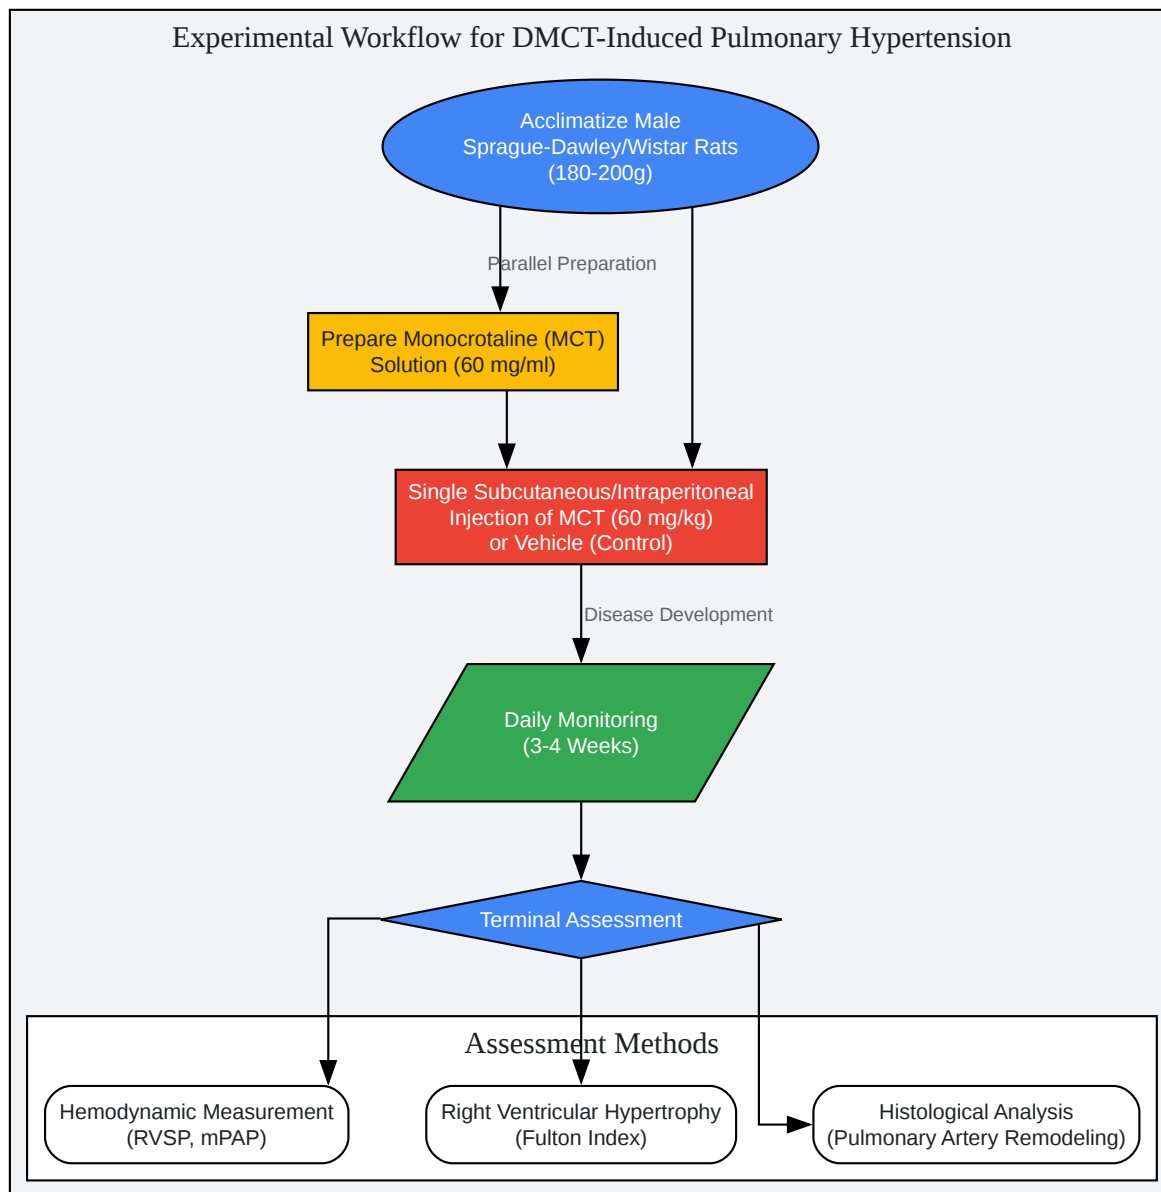 Experimental Workflow for DMCT-Induced Pulmonary Hypertension
Acclimatize Male
Sprague-Dawley/Wistar Rats
(180-200g)
Parallel Preparation
Prepare Monocrotaline (MCT)
Solution (60 mg/ml)
Single Subcutaneous/Intraperitoneal
Injection of MCT (60 mg/kg)
or Vehicle (Control)
Disease Development
Daily Monitoring
(3-4 Weeks)
Terminal Assessment
Assessment Methods
Hemodynamic Measurement
(RVSP, mPAP)
Right Ventricular Hypertrophy
(Fulton Index)
Histological Analysis
(Pulmonary Artery Remodeling)